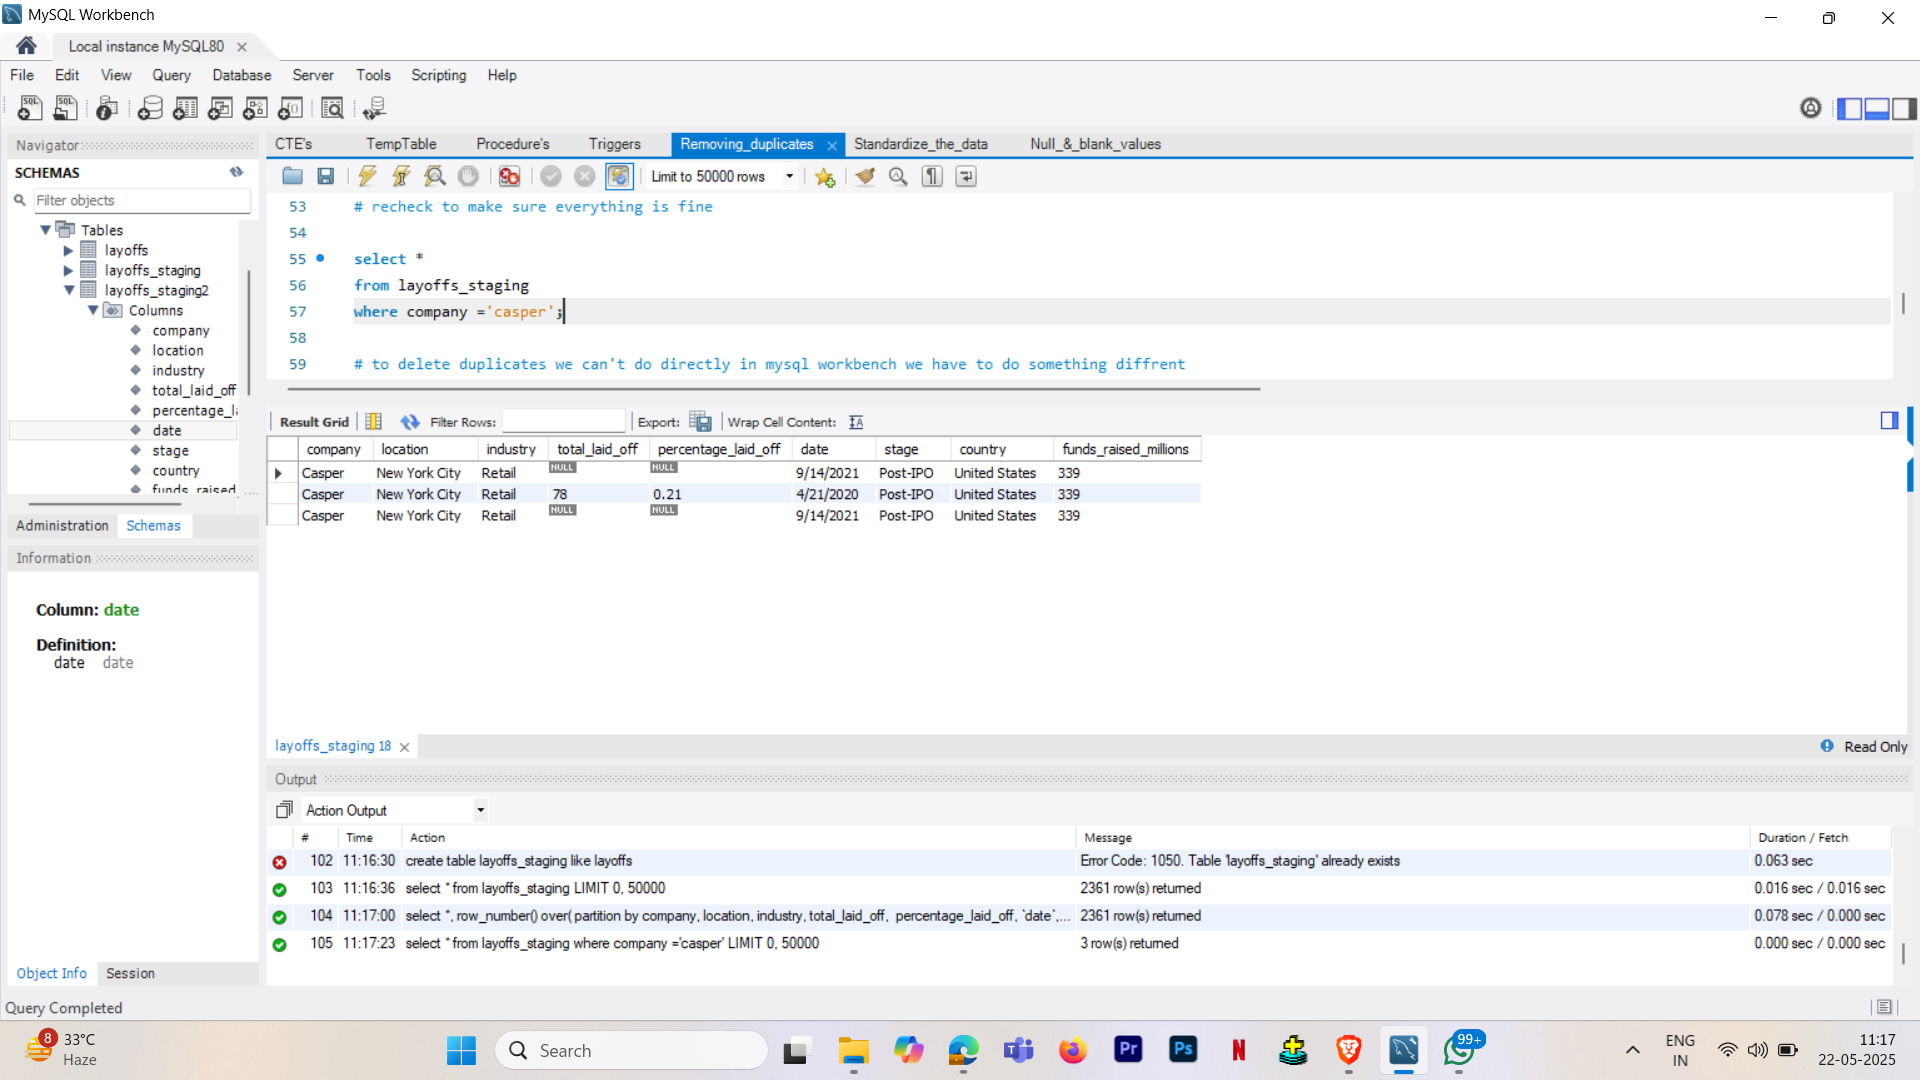 MySQL Workbench
Local instance MySQL80
File Edit View Query Database Server Tools Scripting Help
Navigator
SCHEMAS
Filter objects
Tables
layoffs
layoffs_staging
layoffs_staging2
Columns
company
location
industry
total_laid_off
percentage_la
date
stage
country
funds_raised
Administration Schemas
Information
Column: date
Definition:
date date
Object Info Session
CTE's TempTable Procedure's Triggers Removing_duplicates Standardize_the_data Null_&_blank_values
Limit to 50000 rows
53 # recheck to make sure everything is fine
54
55 select *
56 from layoffs_staging
57 where company ='casper';
58
59 # to delete duplicates we can't do directly in mysql workbench we have to do something diffrent
Result Grid Filter Rows: Export: Wrap Cell Content:
company location industry total_laid_off percentage_laid_off date stage country funds_raised_millions
Casper New York City Retail NULL NULL 9/14/2021 Post-IPO United States 339
Casper New York City Retail 78 0.21 4/21/2020 Post-IPO United States 339
Casper New York City Retail NULL NULL 9/14/2021 Post-IPO United States 339
layoffs_staging 18 Read Only
Output
Action Output
# Time Action Message Duration / Fetch
102 11:16:30 create table layoffs_staging like layoffs Error Code: 1050. Table 'layoffs_staging' already exists 0.063 sec
103 11:16:36 select * from layoffs_staging LIMIT 0, 50000 2361 row(s) returned 0.016 sec / 0.016 sec
104 11:17:00 select *, row_number() over( partition by company, location, industry, total_laid_off, percentage_laid_off, `date`,... 2361 row(s) returned 0.078 sec / 0.000 sec
105 11:17:23 select * from layoffs_staging where company ='casper' LIMIT 0, 50000 3 row(s) returned 0.000 sec / 0.000 sec
Query Completed
8 33°C
Haze
Search
Pr
Ps
N
99+
ENG
IN
11:17
22-05-2025